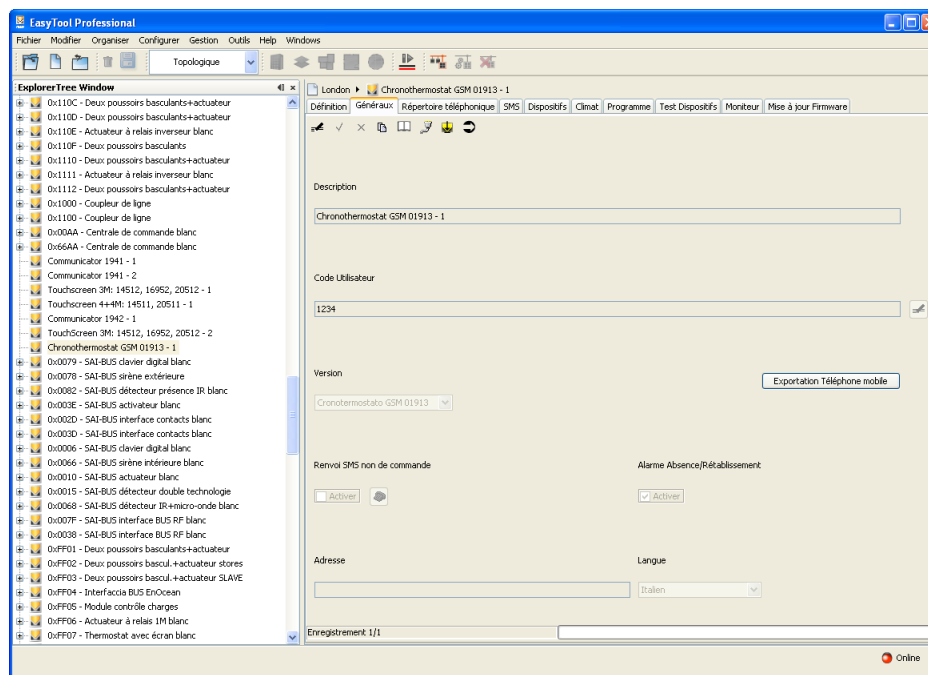 EasyTool Professional
Fichier Modifier Organiser Configurer Gestion Outils Help Windows
Topologique
ExplorerTree Window
0x110C - Deux poussoirs basculants+actuateur
0x110D - Deux poussoirs basculants+actuateur
0x110E - Actuateur à relais inverseur blanc
0x110F - Deux poussoirs basculants
0x1110 - Deux poussoirs basculants+actuateur
0x1111 - Actuateur à relais inverseur blanc
0x1112 - Deux poussoirs basculants+actuateur
0x1000 - Coupleur de ligne
0x1100 - Coupleur de ligne
0x00AA - Centrale de commande blanc
0x66AA - Centrale de commande blanc
Communicator 1941 - 1
Communicator 1941 - 2
Touchscreen 3M: 14512, 16952, 20512 - 1
Touchscreen 4+4M: 14511, 20511 - 1
Communicator 1942 - 1
TouchScreen 3M: 14512, 16952, 20512 - 2
Chronothermostat GSM 01913 - 1
0x0079 - SAI-BUS clavier digital blanc
0x0078 - SAI-BUS sirène extérieure
0x0082 - SAI-BUS détecteur présence IR blanc
0x003E - SAI-BUS activateur blanc
0x002D - SAI-BUS interface contacts blanc
0x003D - SAI-BUS interface contacts blanc
0x0006 - SAI-BUS clavier digital blanc
0x0066 - SAI-BUS sirène intérieure blanc
0x0010 - SAI-BUS actuateur blanc
0x0015 - SAI-BUS détecteur double technologie
0x0068 - SAI-BUS détecteur IR+micro-onde blanc
0x007F - SAI-BUS interface BUS RF blanc
0x0038 - SAI-BUS interface BUS RF blanc
0xFF01 - Deux poussoirs basculants+actuateur
0xFF02 - Deux poussoirs bascul.+actuateur stores
0xFF03 - Deux poussoirs bascul.+actuateur SLAVE
0xFF04 - Interfaccia BUS EnOcean
0xFF05 - Module contrôle charges
0xFF06 - Actuateur à relais 1M blanc
0xFF07 - Thermostat avec écran blanc
London Chronothermostat GSM 01913 - 1
Définition Généraux Répertoire téléphonique SMS Dispositifs Climat Programme Test Dispositifs Moniteur Mise à jour Firmware
Description
Chronothermostat GSM 01913 - 1
Code Utilisateur
1234
Version
Exportation Téléphone mobile
Cronotermostato GSM 01913
Renvoi SMS non de commande Alarme Absence/Rétablissement
Activer Activer
Adresse Langue
Italien
Enregistrement 1/1
Online